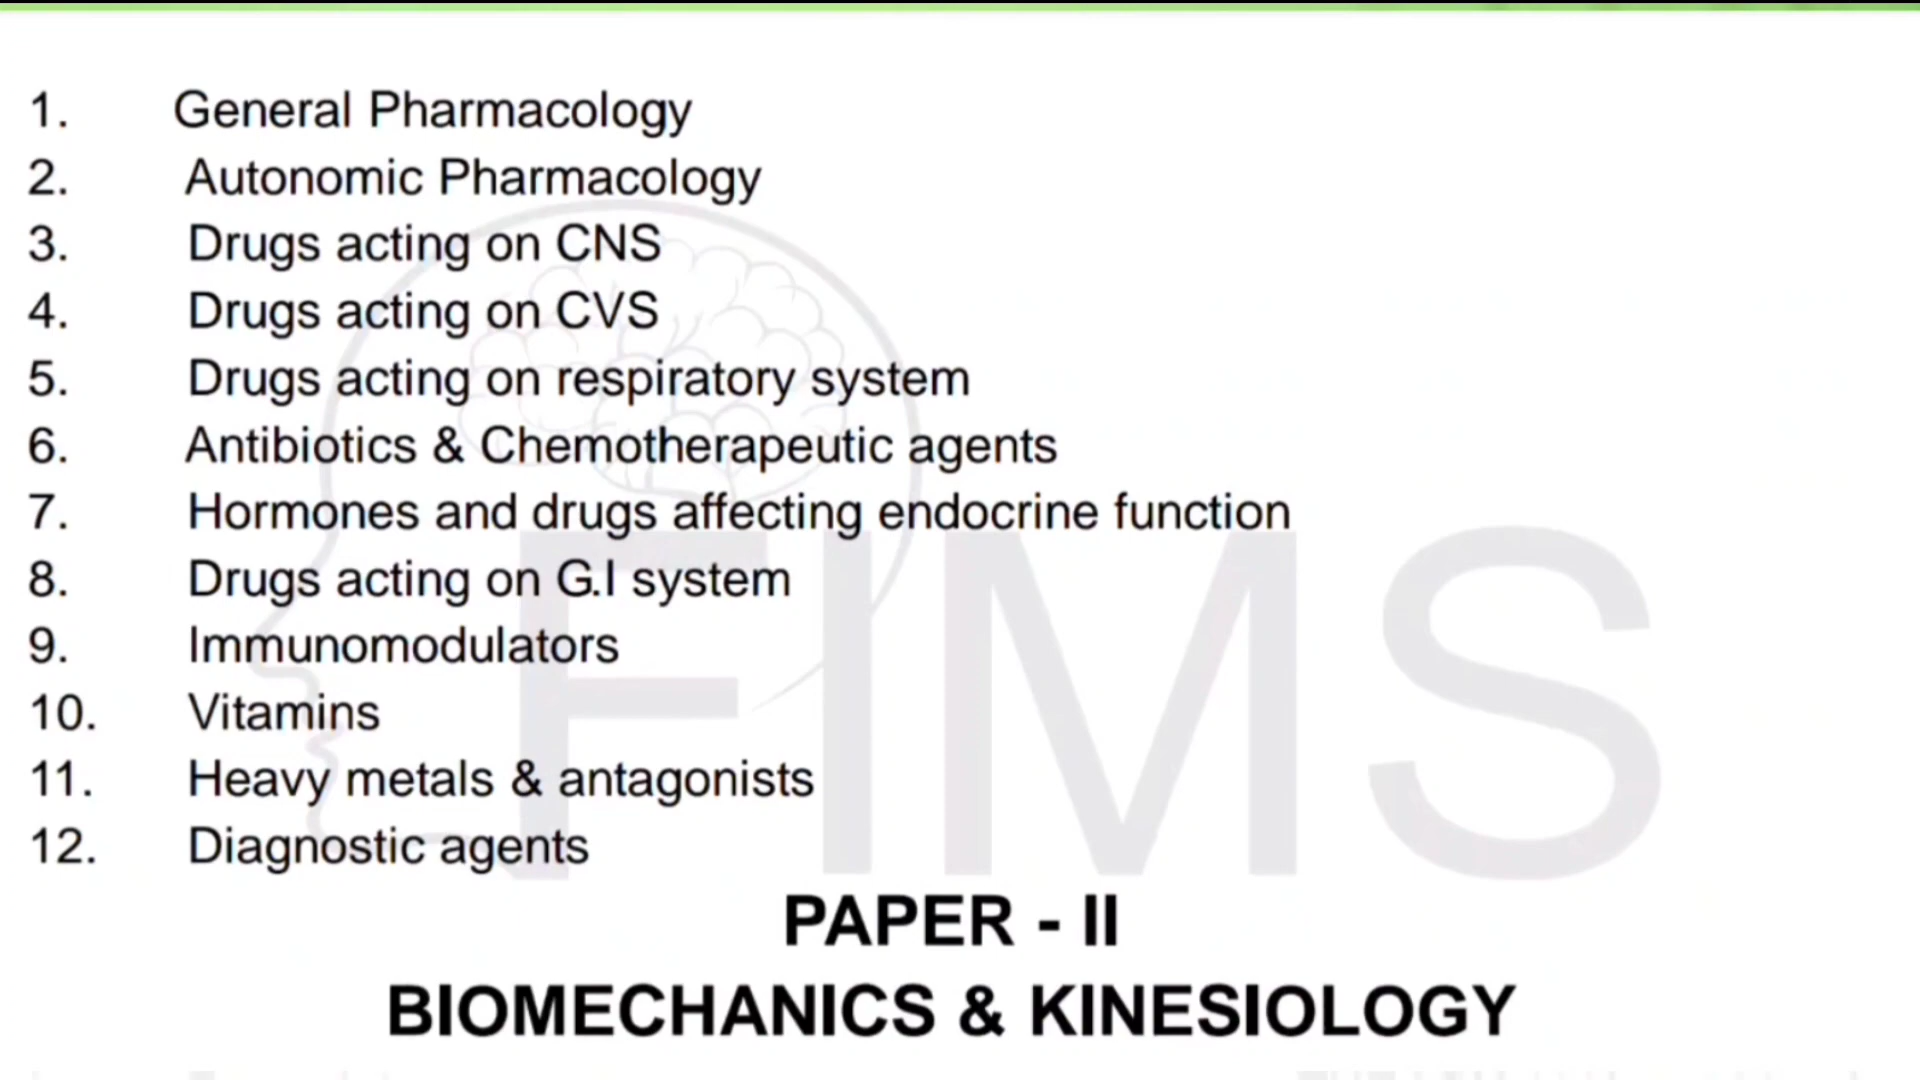 1. General Pharmacology
2. Autonomic Pharmacology
3. Drugs acting on CNS
4. Drugs acting on CVS
5. Drugs acting on respiratory system
6. Antibiotics & Chemotherapeutic agents
7. Hormones and drugs affecting endocrine function
8. Drugs acting on G.I system
9. Immunomodulators
10. Vitamins
11. Heavy metals & antagonists
12. Diagnostic agents
FIMS
PAPER - II
BIOMECHANICS & KINESIOLOGY